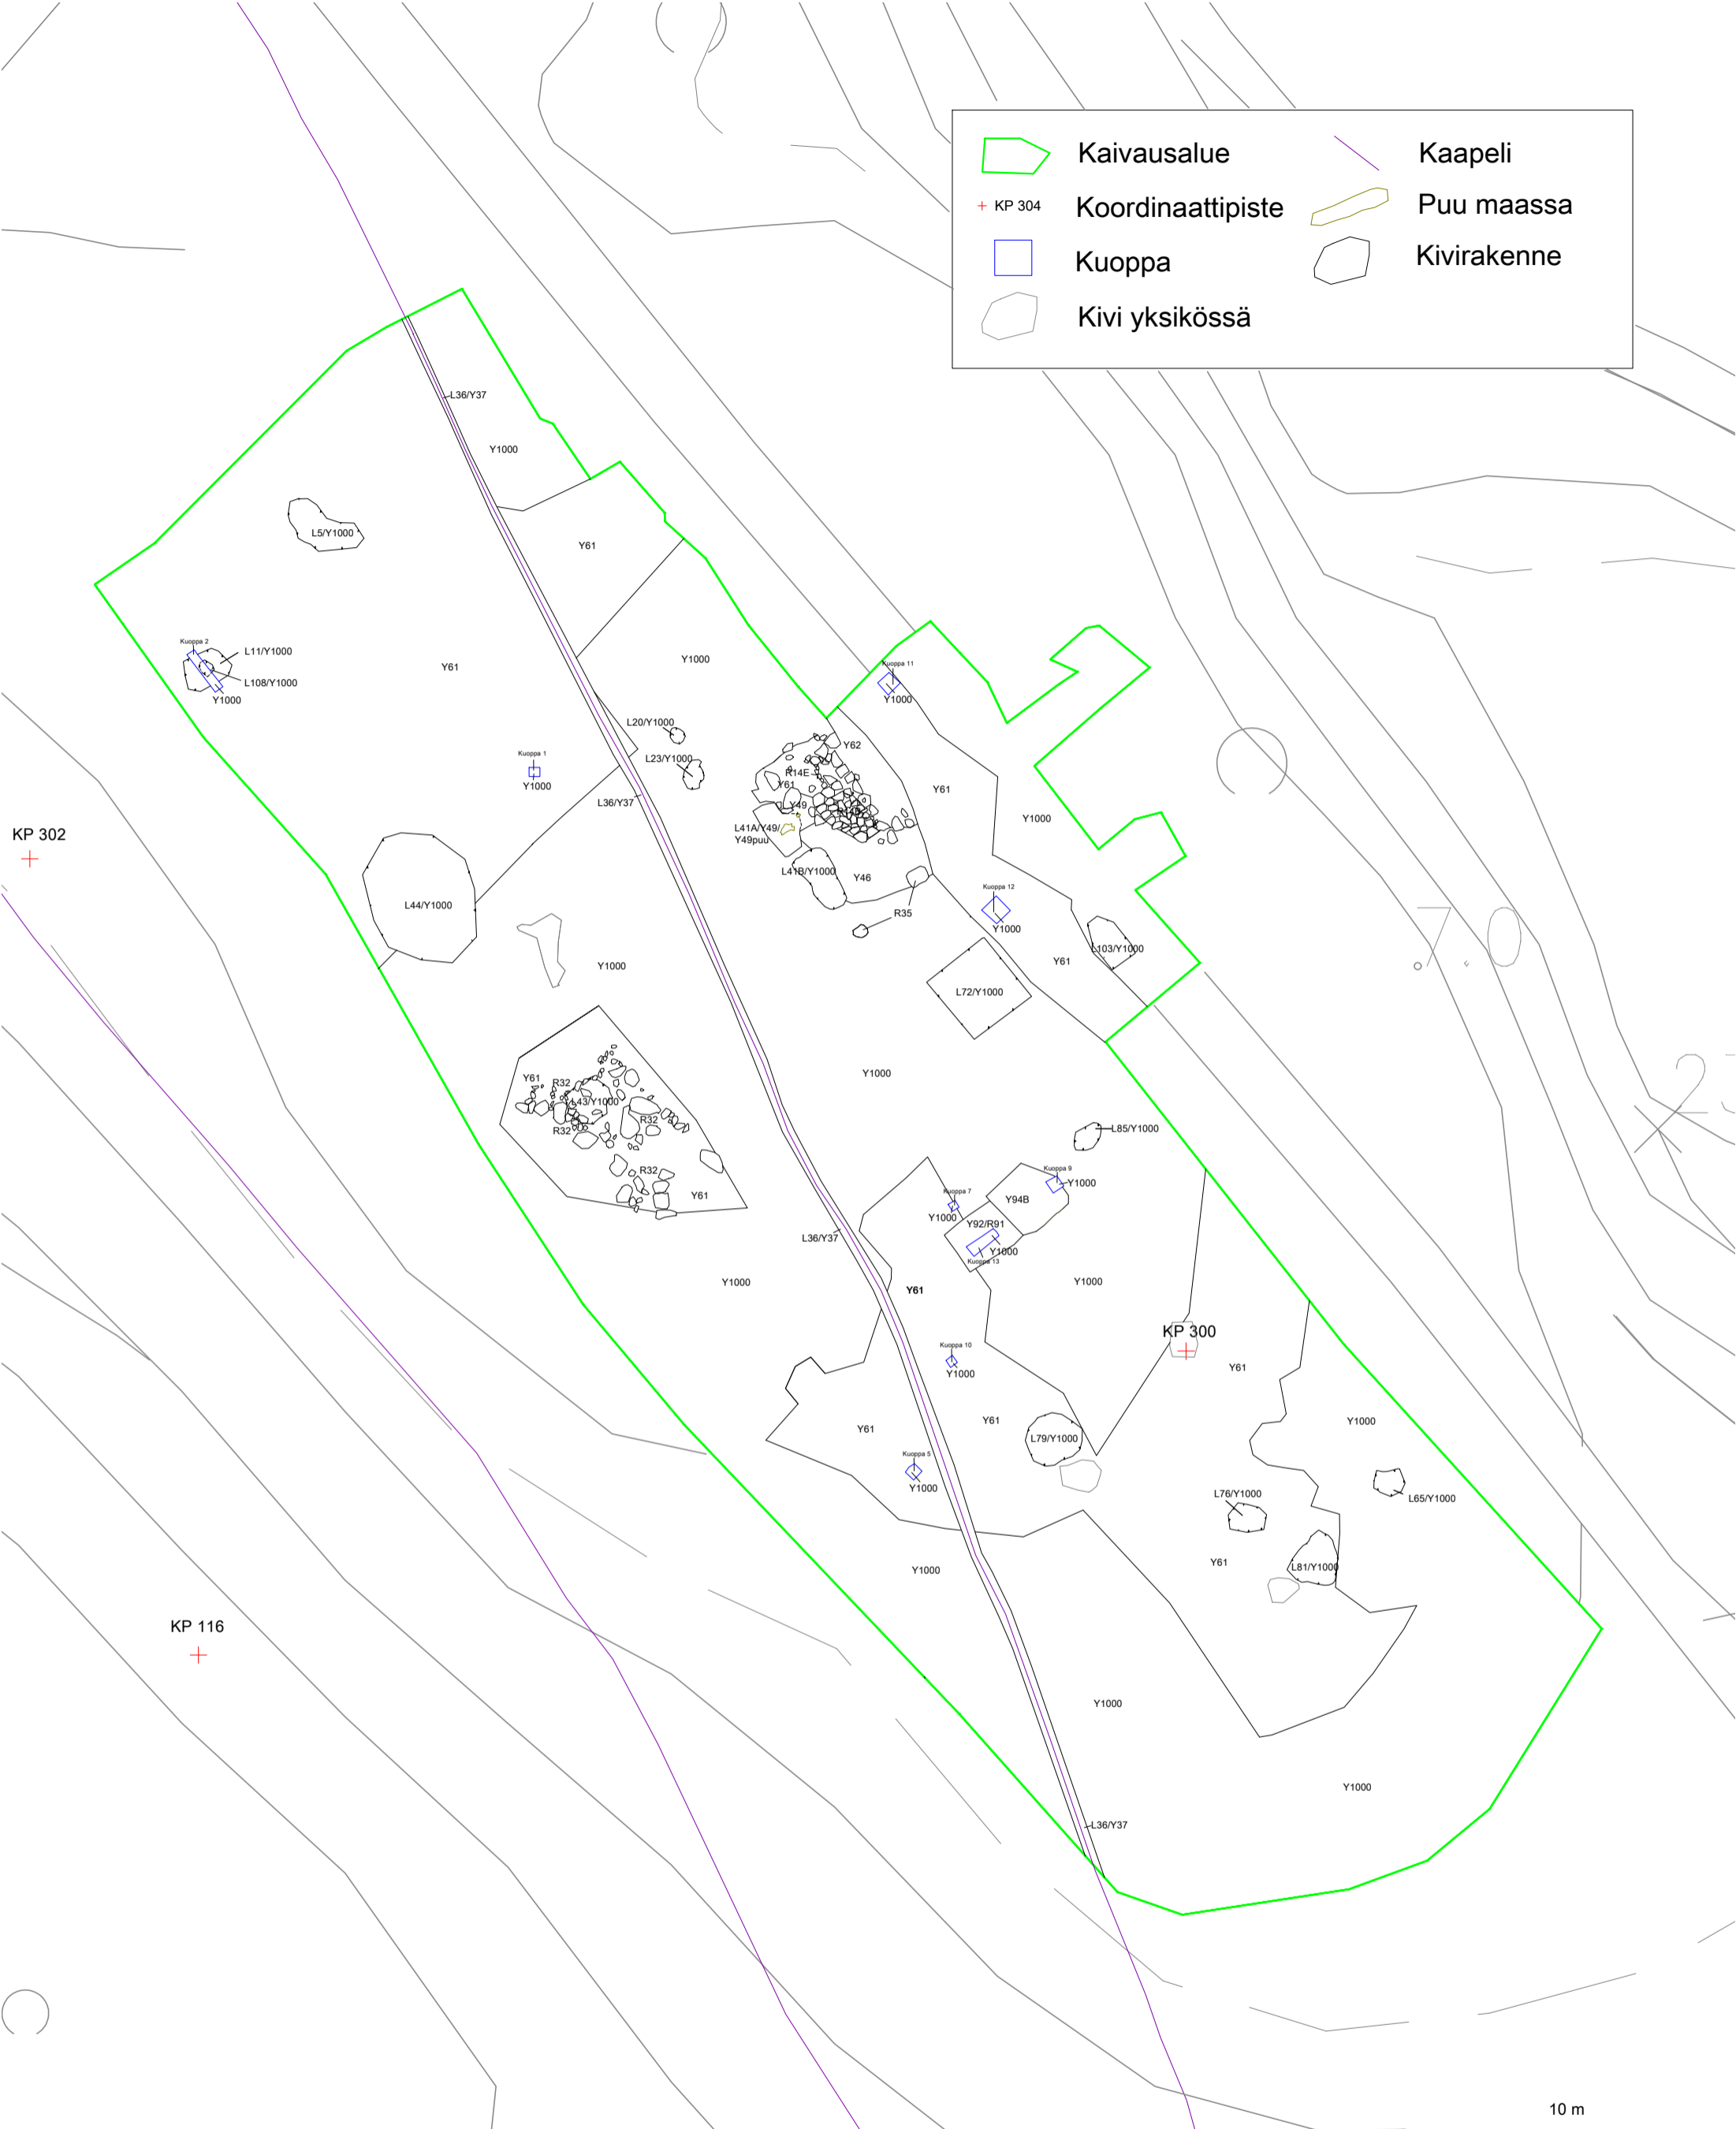 Kaivausalue
Kaapeli
KP 304
Koordinaattipiste
Puu maassa
Kuoppa
Kivirakenne
Kivi yksikössä
L36/Y37
Y1000
L5/Y1000
Y61
Kuoppa 2
L11/Y1000
L108/Y1000
Y1000
Y61
Y1000
Kuoppa 11
Y1000
L20/Y1000
Y62
Kuoppa 1
Y1000
L23/Y1000
R14E
Y61
Y61
L36/Y37
Y49
Y1000
KP 302
L41A/Y49/
Y49puu
L41B/Y1000
Y46
Kuoppa 12
Y1000
L44/Y1000
R35
L103/Y1000
Y61
Y1000
L72/Y1000
Y1000
Y61
R32
L43/Y1000
R32
R32
L85/Y1000
R32
Y61
Kuoppa 9
Y1000
Kuoppa 7
Y94B
Y1000
Y92/R91
L36/Y37
Y1000
Kuoppa 13
Y1000
Y61
Y1000
KP 300
Kuoppa 10
Y1000
Y61
Y1000
Y61
Y61
L79/Y1000
Kuoppa 5
Y1000
L76/Y1000
L65/Y1000
Y1000
Y61
L81/Y1000
KP 116
Y1000
Y1000
L36/Y37
10 m